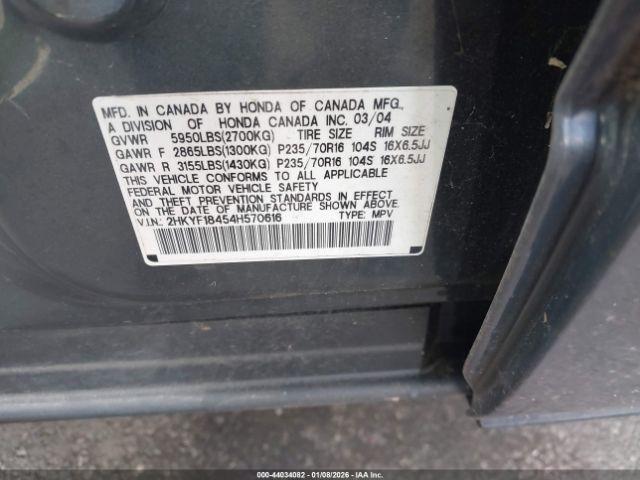 MFD. IN CANADA BY HONDA OF CANADA MFG.,
A DIVISION OF HONDA CANADA INC. 03/04
GVWR 5950LBS(2700KG) TIRE SIZE RIM SIZE
GAWR F 2865LBS(1300KG) P235/70R16 104S 16X6.5JJ
GAWR R 3155LBS(1430KG) P235/70R16 104S 16X6.5JJ
THIS VEHICLE CONFORMS TO ALL APPLICABLE
FEDERAL MOTOR VEHICLE SAFETY
AND THEFT PREVENTION STANDARDS IN EFFECT
ON THE DATE OF MANUFACTURE SHOWN ABOVE.
V.I.N.: 2HKYF18454H570616 TYPE: MPV
000-44034082 - 01/08/2026 - IAA Inc.